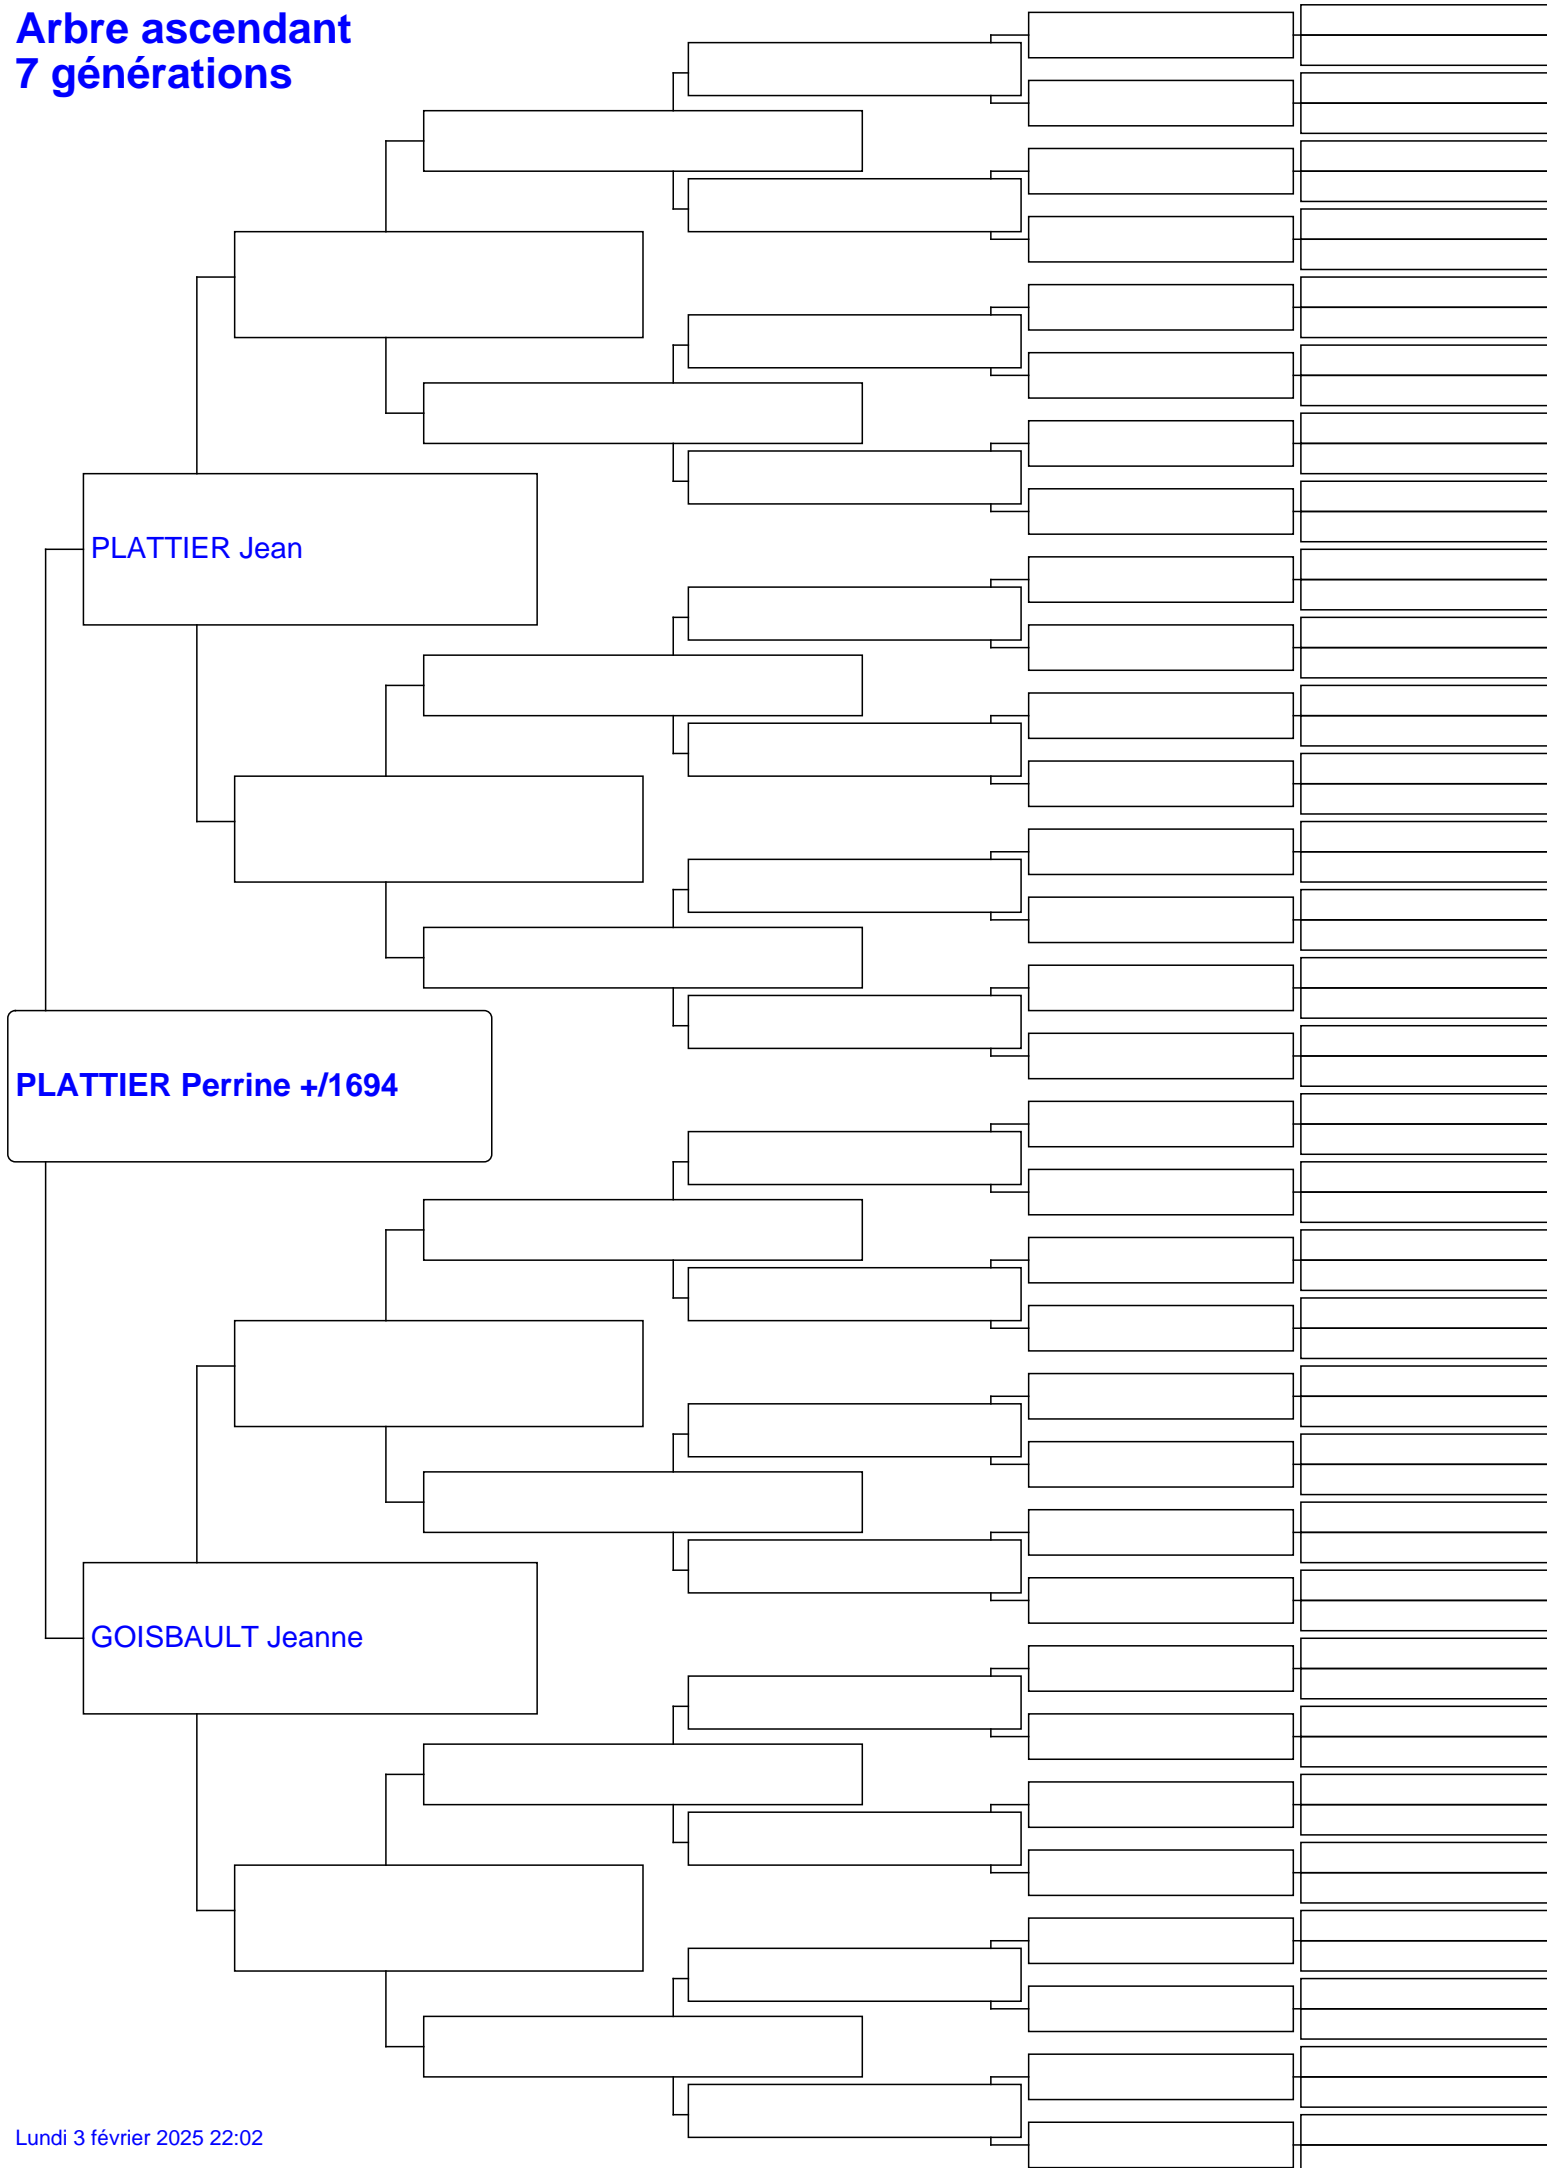 Arbre ascendant
7 générations
PLATTIER Jean
PLATTIER Perrine +/1694
GOISBAULT Jeanne
Lundi 3 février 2025 22:02